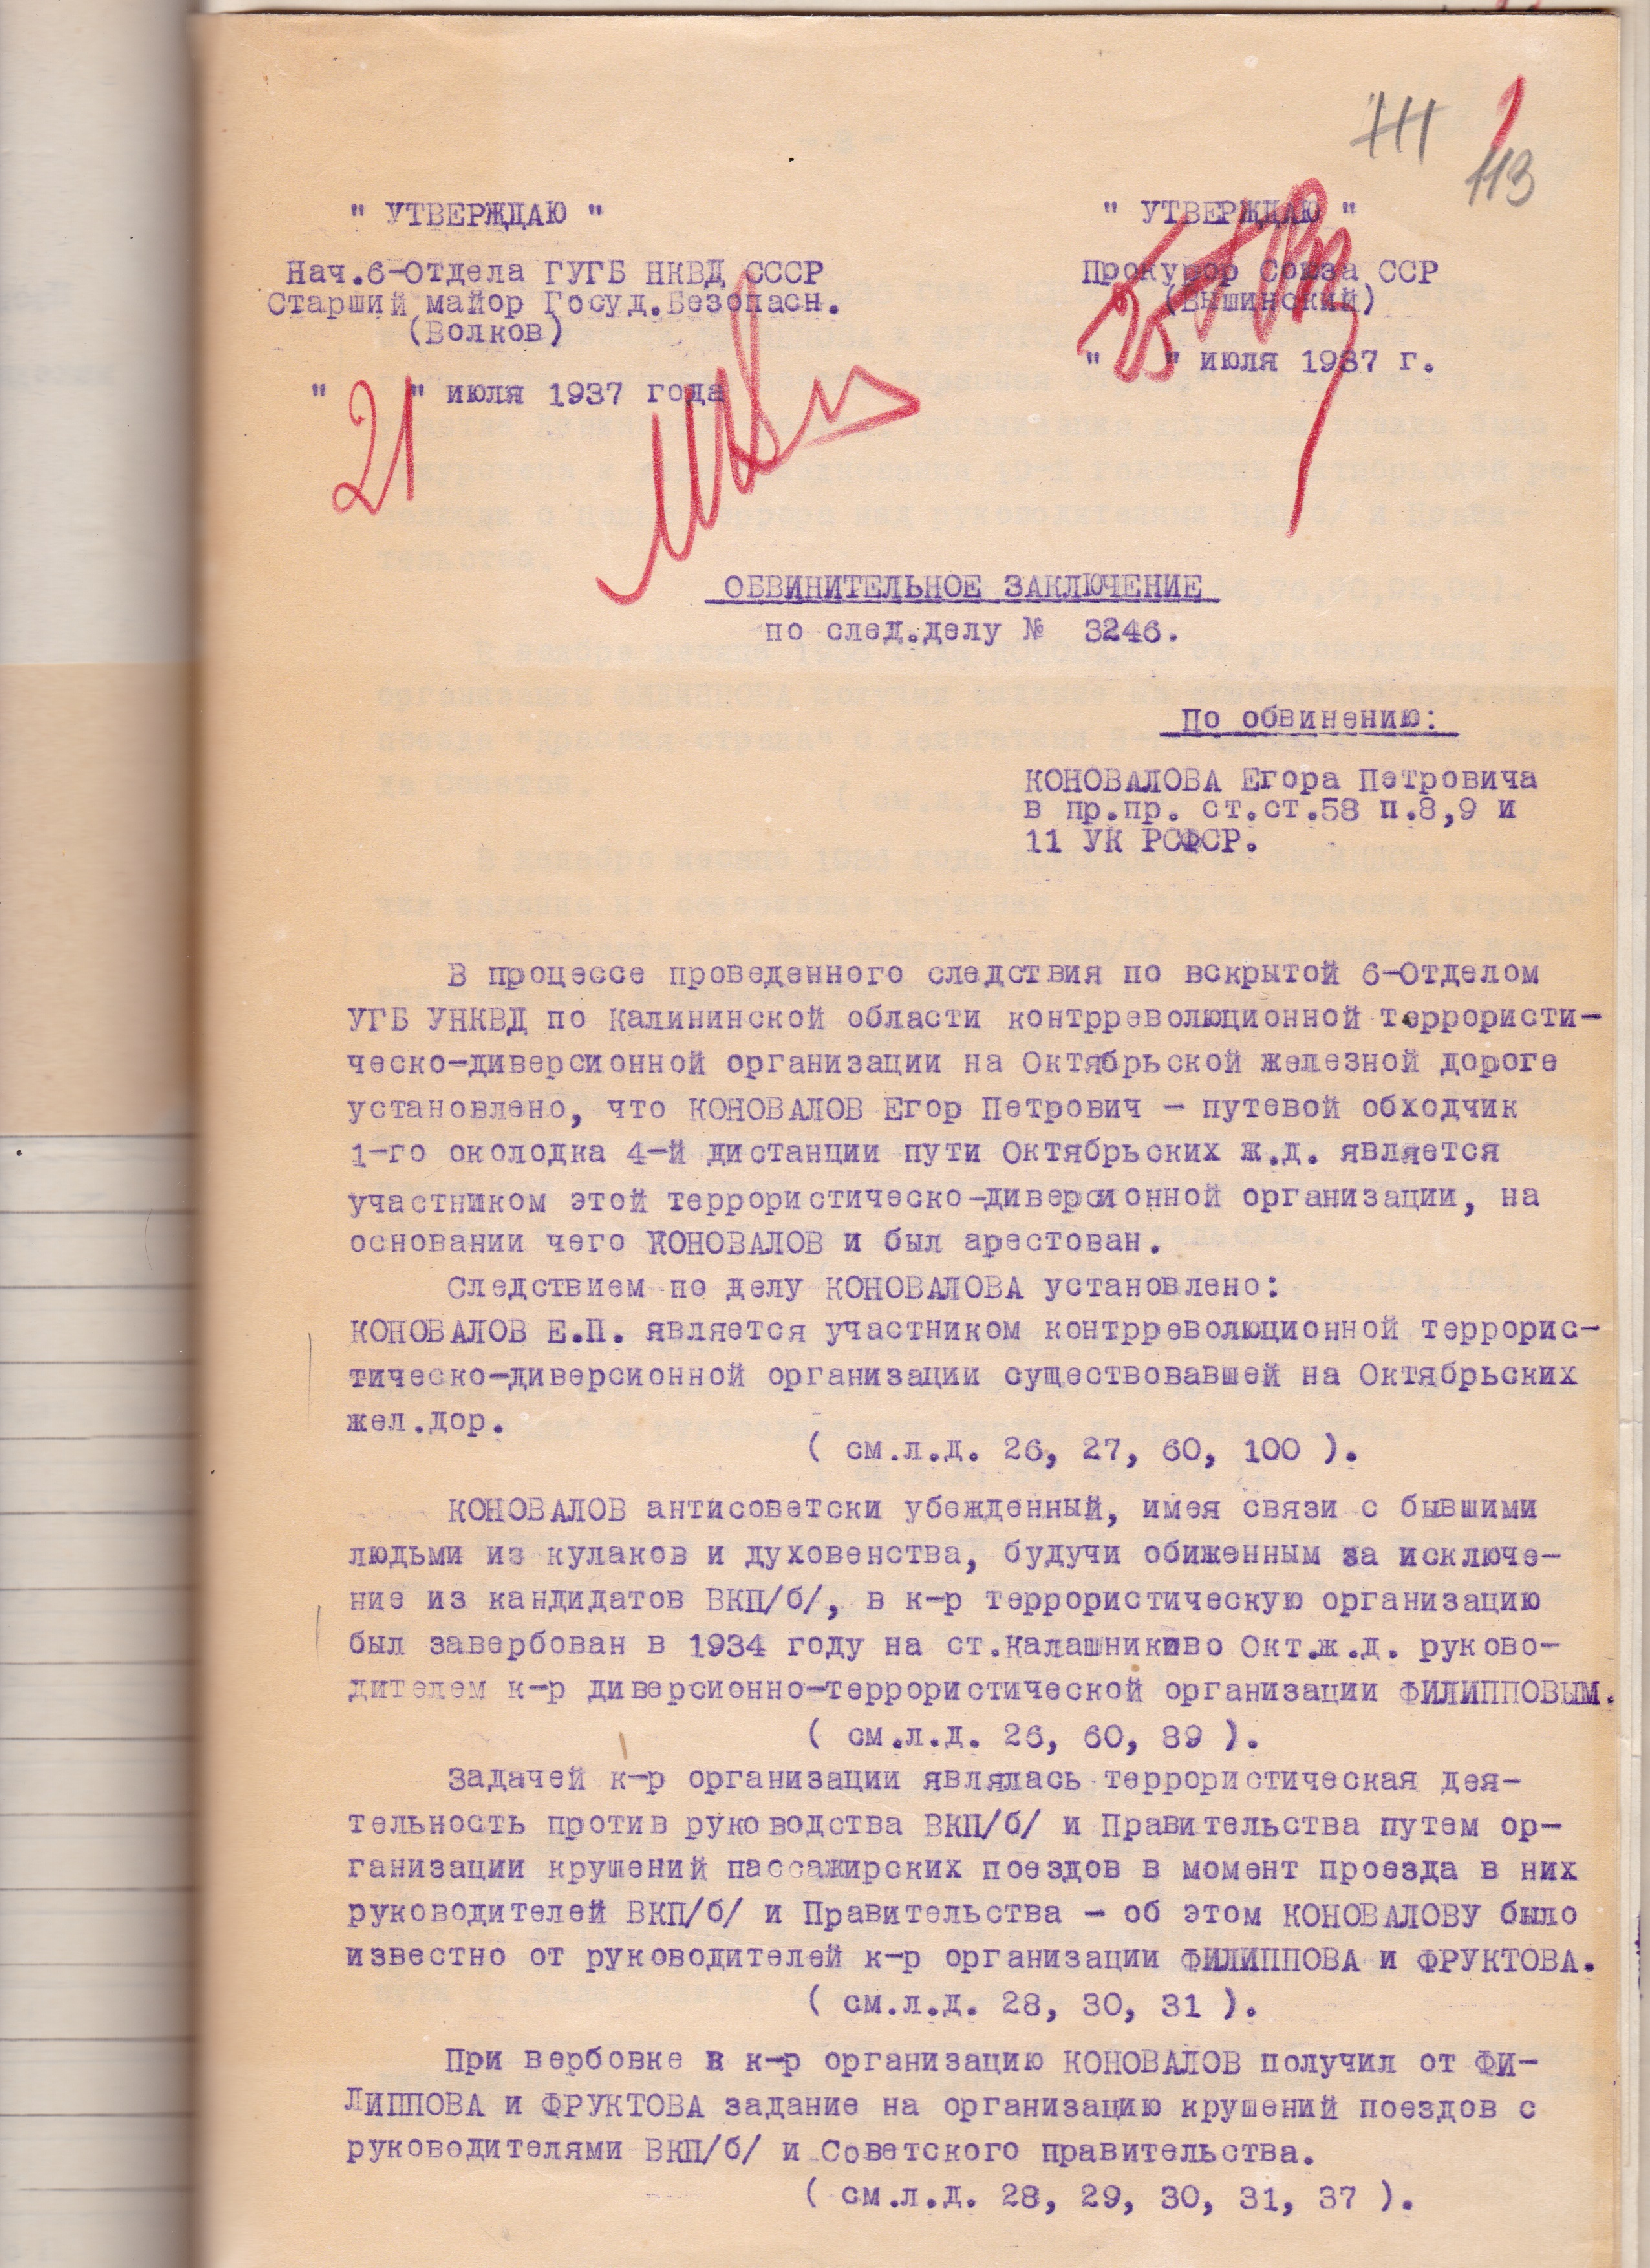 113
" УТВЕРЖДАЮ "
Нач.6-Отдела ГУГБ НКВД СССР
Старший майор Госуд.Безопасн.
(Волков)
" 21 " июля 1937 года
" УТВЕРЖДАЮ "
Прокурор Союза ССР
(Вышинский)
" 25 " июля 1937 г.
ОБВИНИТЕЛЬНОЕ ЗАКЛЮЧЕНИЕ
по след.делу № 3246.
По обвинению:
КОНОВАЛОВА Егора Петровича
в пр.пр. ст.ст.58 п.8,9 и
11 УК РСФСР.
В процессе проведенного следствия по вскрытой 6-Отделом
УГБ УНКВД по Калининской области контрреволюционной террористи-
ческо-диверсионной организации на Октябрьской железной дороге
установлено, что КОНОВАЛОВ Егор Петрович - путевой обходчик
1-го околодка 4-й дистанции пути Октябрьских ж.д. является
участником этой террористическо-диверсионной организации, на
основании чего КОНОВАЛОВ и был арестован.
Следствием по делу КОНОВАЛОВА установлено:
КОНОВАЛОВ Е.П. является участником контрреволюционной террорис-
тическо-диверсионной организации существовавшей на Октябрьских
жел.дор.
( см.л.д. 26, 27, 60, 100 ).
КОНОВАЛОВ антисоветски убежденный, имея связи с бывшими
людьми из кулаков и духовенства, будучи обиженным за исключе-
ние из кандидатов ВКП/б/, в к-р террористическую организацию
был завербован в 1934 году на ст.Калашниково Окт.ж.д. руково-
дителем к-р диверсионно-террористической организации ФИЛИППОВЫМ.
( см.л.д. 26, 60, 89 ).
Задачей к-р организации являлась террористическая дея-
тельность против руководства ВКП/б/ и Правительства путем ор-
ганизации крушений пассажирских поездов в момент проезда в них
руководителей ВКП/б/ и Правительства - об этом КОНОВАЛОВУ было
известно от руководителей к-р организации ФИЛИППОВА и ФРУКТОВА.
( см.л.д. 28, 30, 31 ).
При вербовке в к-р организацию КОНОВАЛОВ получил от ФИ-
ЛИППОВА и ФРУКТОВА задание на организацию крушений поездов с
руководителями ВКП/б/ и Советского правительства.
( см.л.д. 28, 29, 30, 31, 37 ).